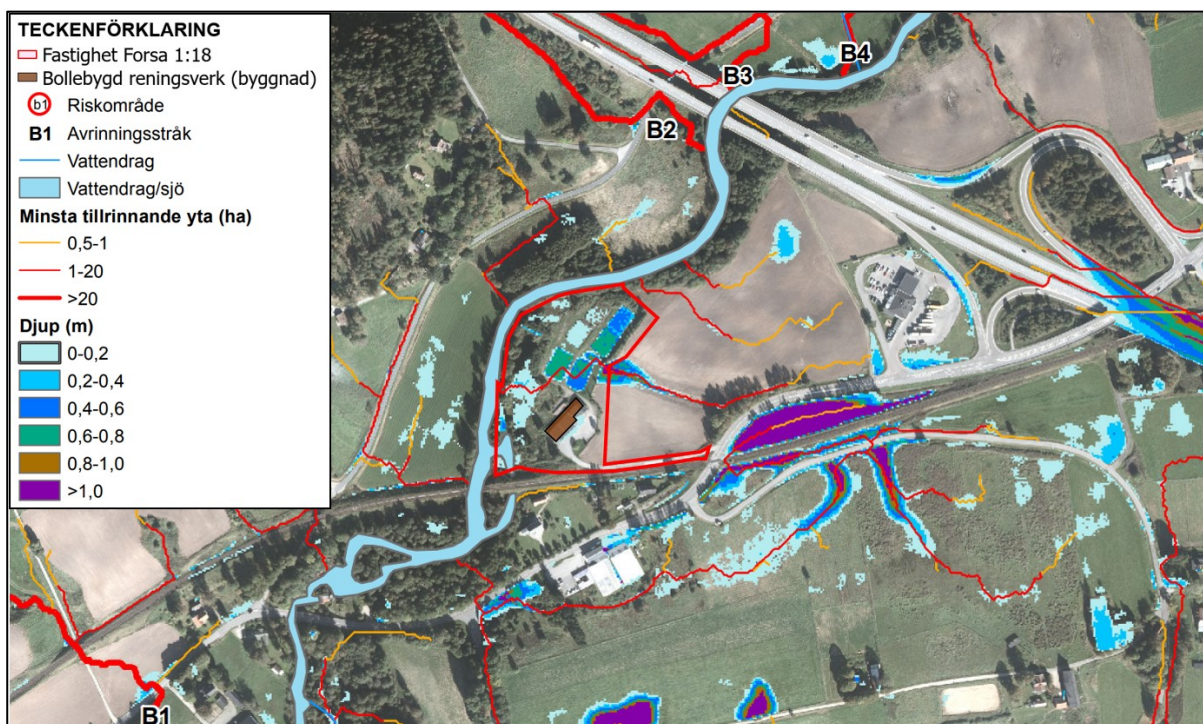 TECKENFÖRKLARING
Fastighet Forsa 1:18
Bollebygd reningsverk (byggnad)
b1 Riskområde
B1 Avrinningsstråk
Vattendrag
Vattendrag/sjö
Minsta tillrinnande yta (ha)
0,5-1
1-20
>20
Djup (m)
0-0,2
0,2-0,4
0,4-0,6
0,6-0,8
0,8-1,0
>1,0
B4
B3
B2
B1